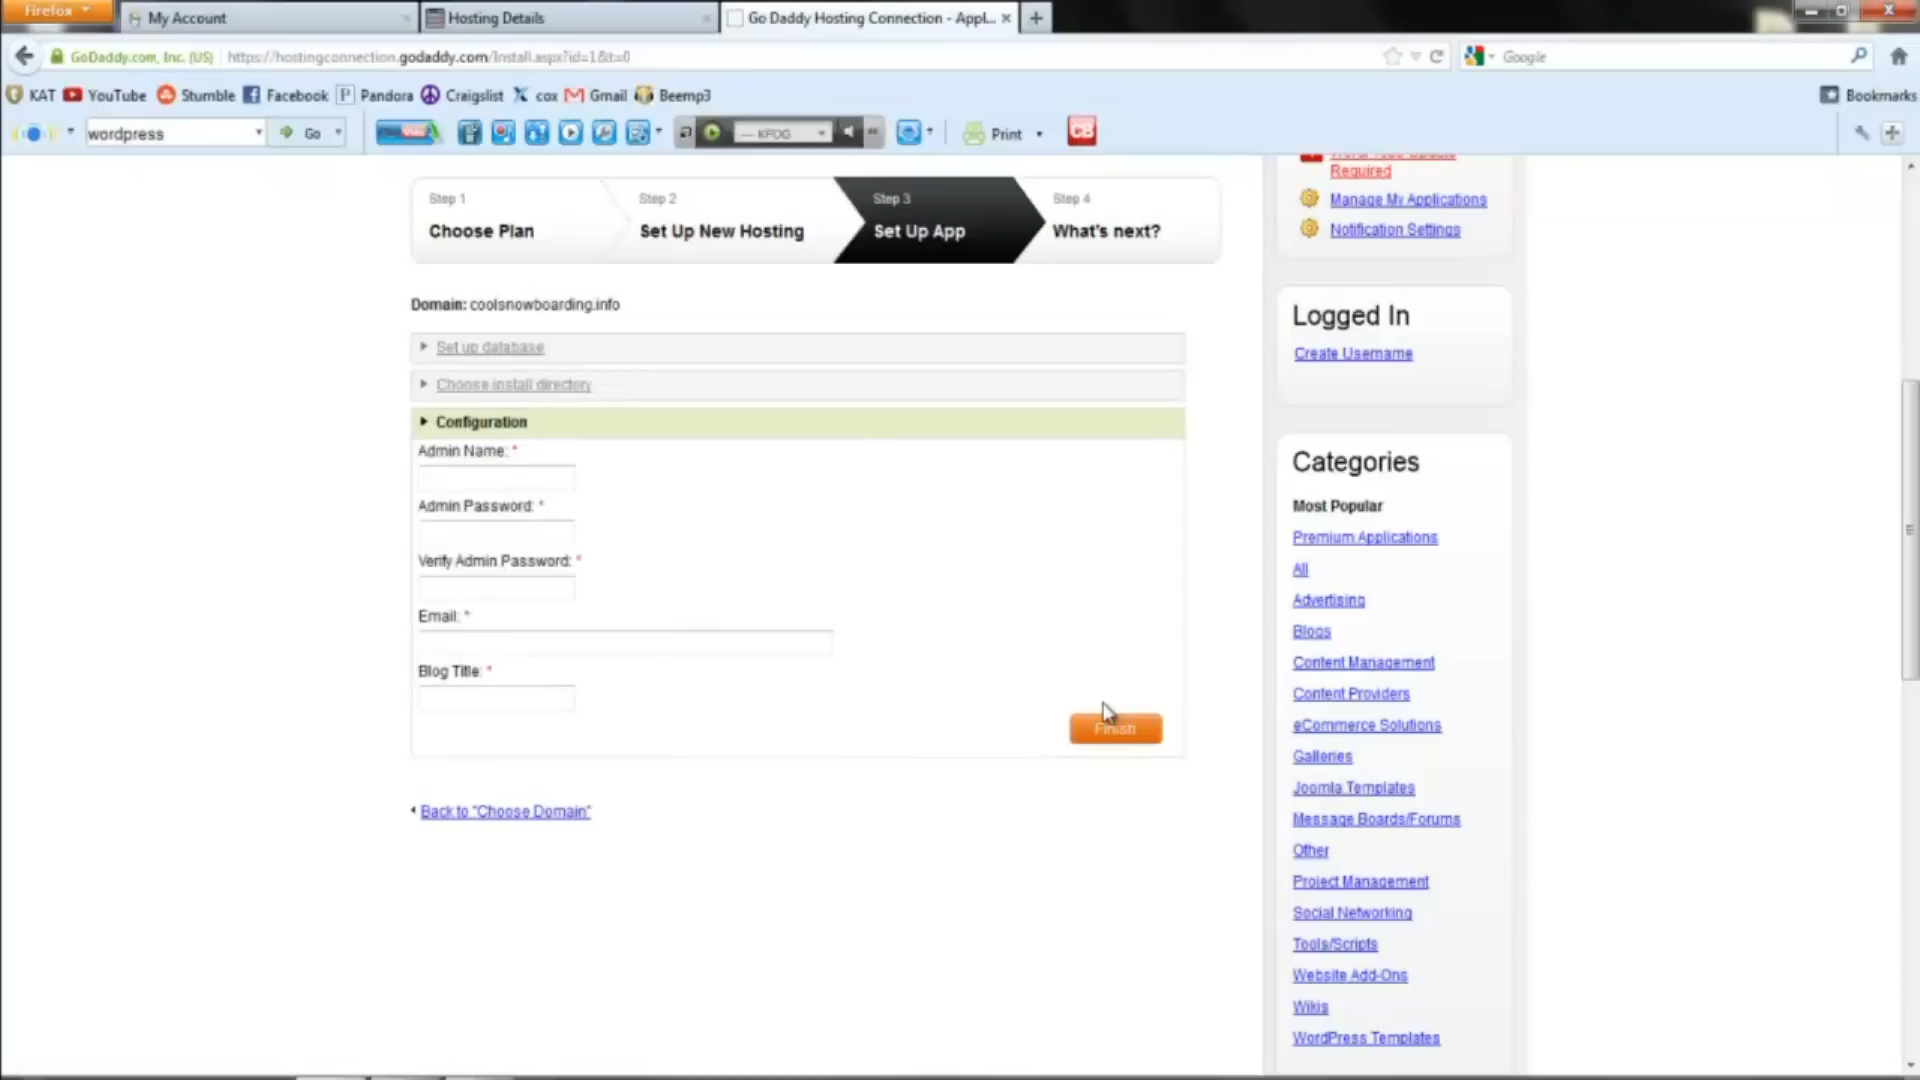 Firefox
My Account
Hosting Details
Go Daddy Hosting Connection - Appl...
GoDaddy.com, Inc. (US)
https://hostingconnection.godaddy.com/Install.aspx?id=1&t=0
Google
KAT
YouTube
Stumble
Facebook
Pandora
Craigslist
cox
Gmail
Beemp3
Bookmarks
wordpress
Go
KFOG
Print
CB
Step 1
Choose Plan
Step 2
Set Up New Hosting
Step 3
Set Up App
Step 4
What's next?
Domain: coolsnowboarding.info
Set up database
Choose install directory
Configuration
Admin Name: *
Admin Password: *
Verify Admin Password: *
Email: *
Blog Title: *
Finish
Back to "Choose Domain"
Required
Manage My Applications
Notification Settings
Logged In
Create Username
Categories
Most Popular
Premium Applications
All
Advertising
Blogs
Content Management
Content Providers
eCommerce Solutions
Galleries
Joomla Templates
Message Boards/Forums
Other
Project Management
Social Networking
Tools/Scripts
Website Add-Ons
Wikis
WordPress Templates